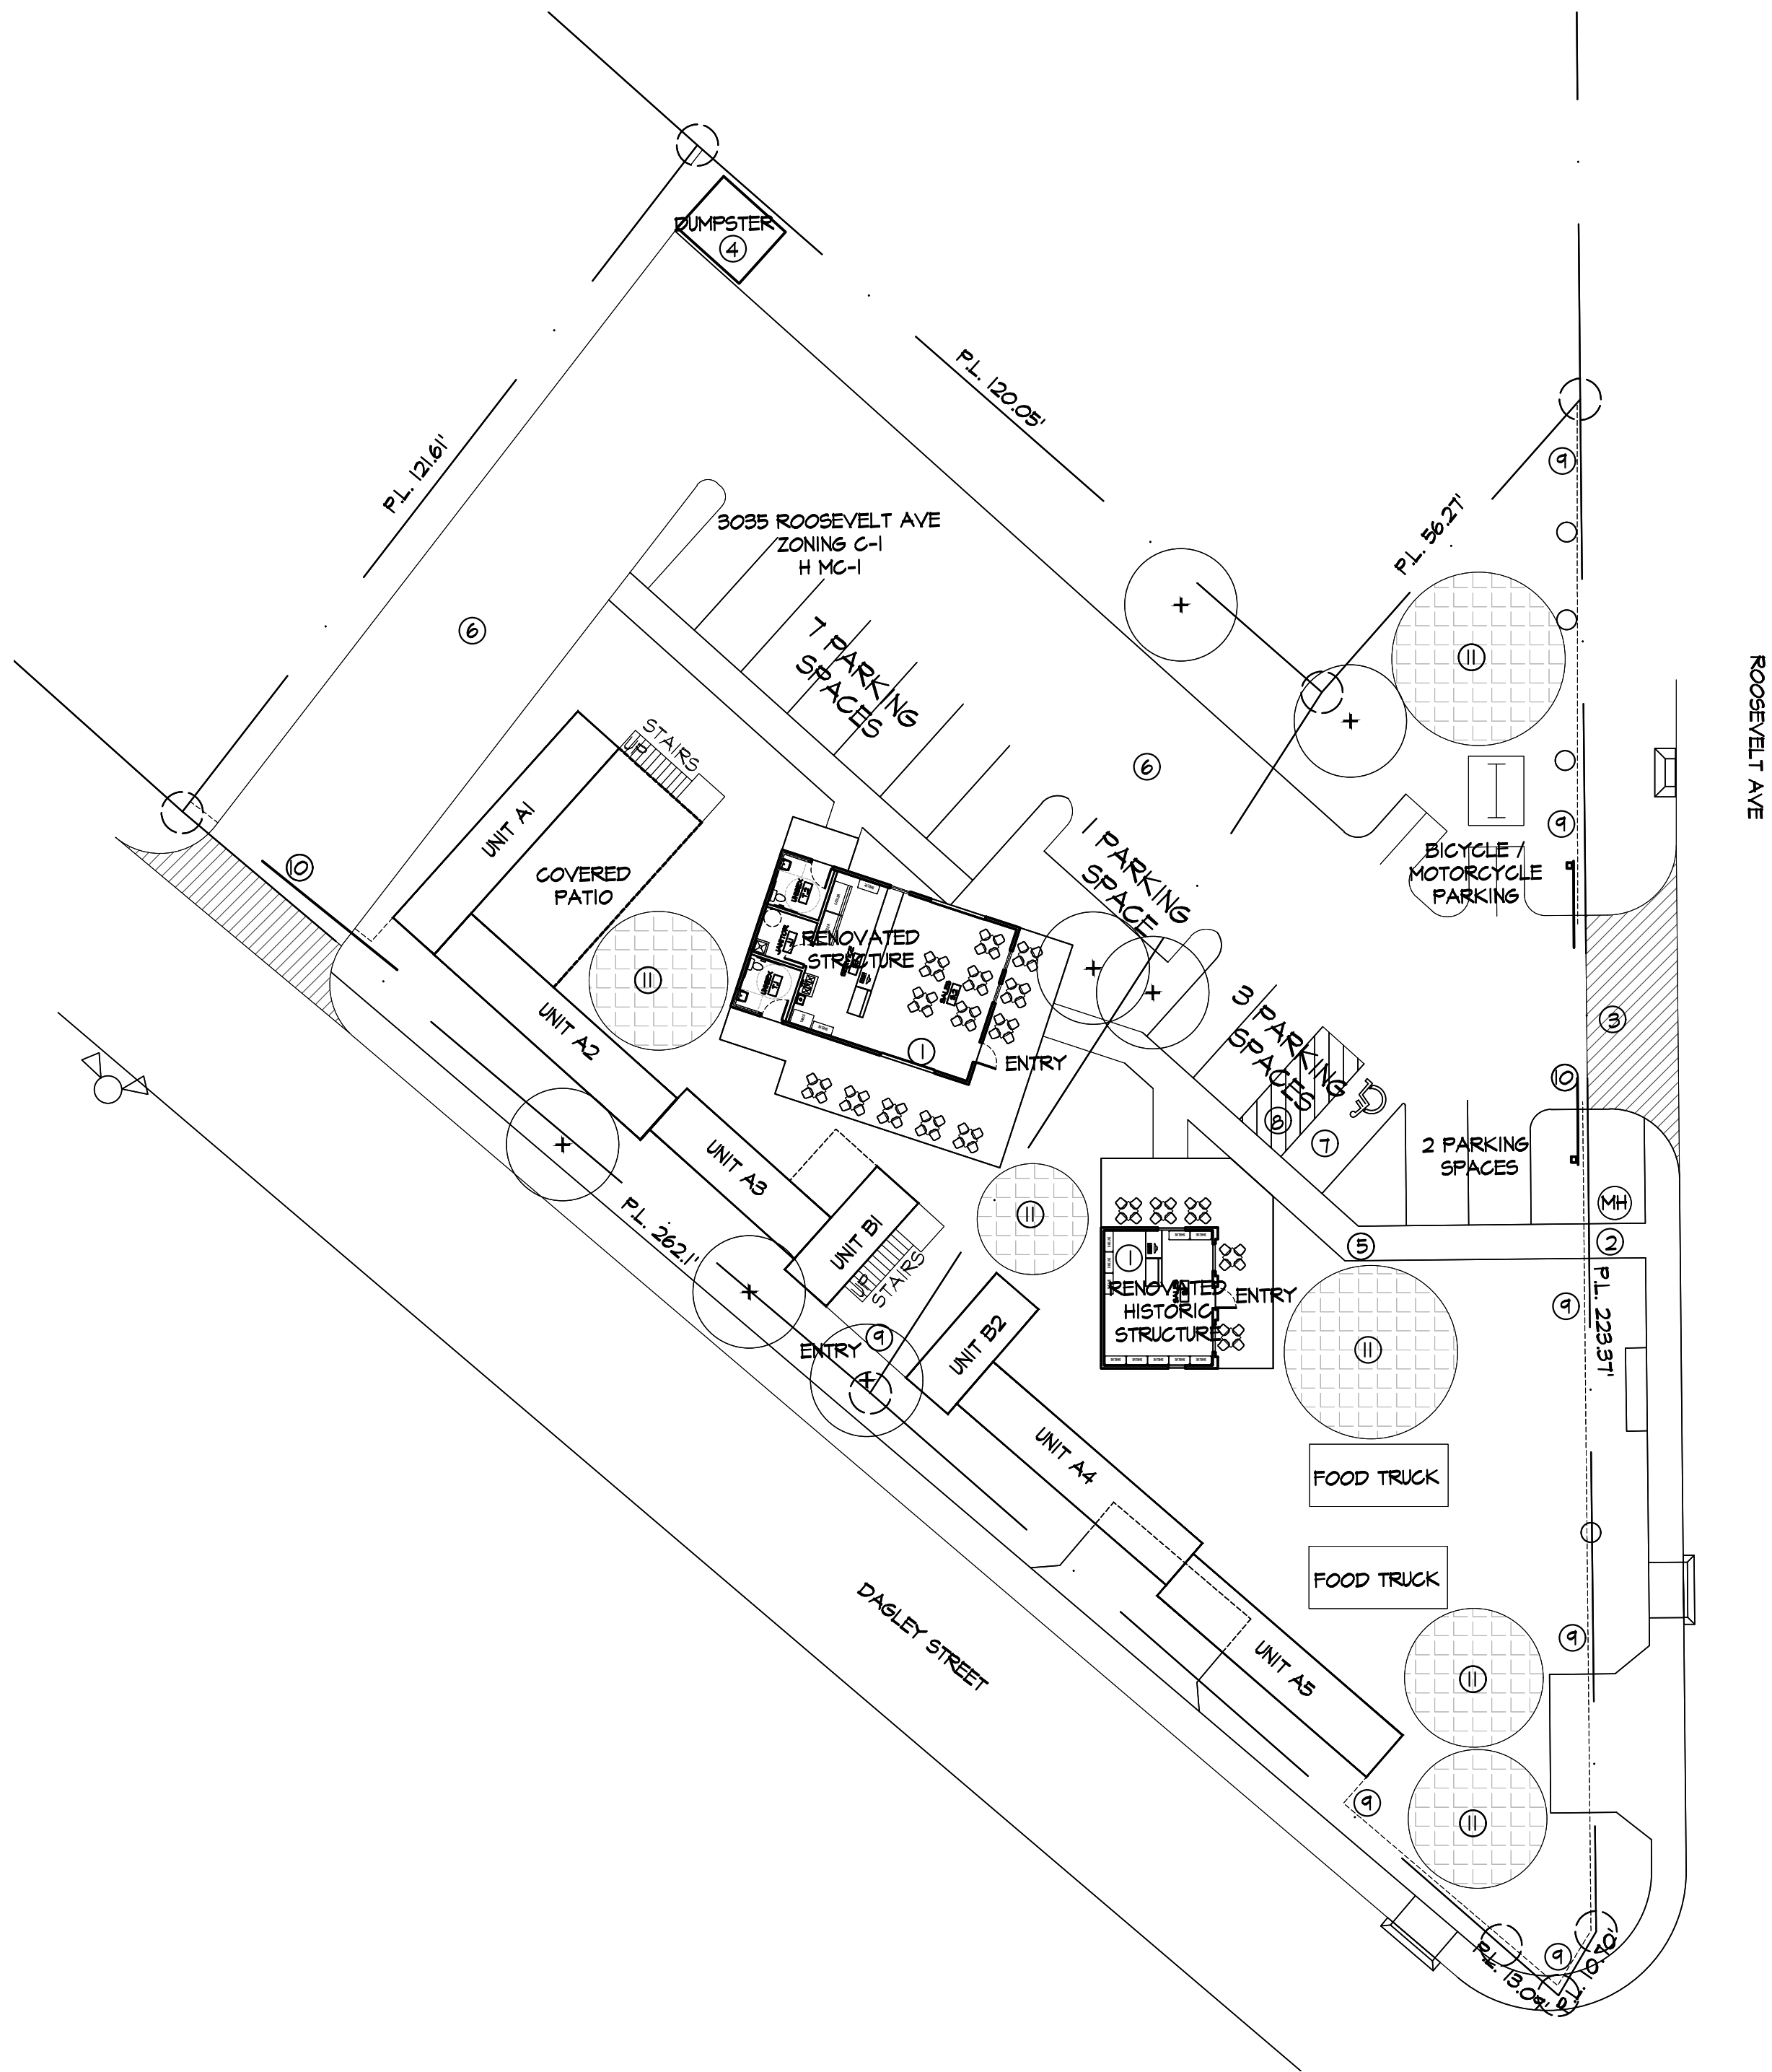 DUMPSTER
4
P.L. 120.05'
P.L. 121.61'
9
P.L. 56.27'
3035 ROOSEVELT AVE
ZONING C-1
H MC-1
6
7 PARKING
SPACES
11
ROOSEVELT AVE
STAIRS
UP
6
UNIT A1
9
1 PARKING
SPACE
BICYCLE /
MOTORCYCLE
PARKING
10
COVERED
PATIO
RENOVATED
STRUCTURE
11
UNIT A2
1
ENTRY
3 PARKING
SPACES
3
10
8
7
2 PARKING
SPACES
UNIT A3
MH
P.L. 262.11'
11
UNIT B1
UP
STAIRS
1
5
2
RENOVATED
HISTORIC
STRUCTURE
ENTRY
9
P.L. 223.37'
9
ENTRY
UNIT B2
11
UNIT A4
FOOD TRUCK
FOOD TRUCK
DAGLEY STREET
9
UNIT A5
11
9
11
9
P.L. 13.09'
P.L. 10.40'